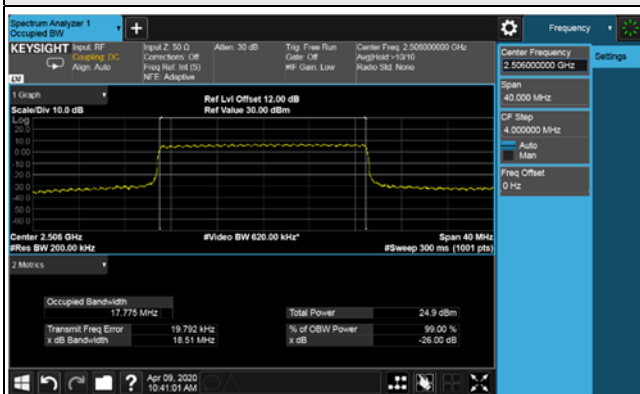 Spectrum Analyzer 1
Occupied BW
Frequency
KEYSIGHT
Input: RF
Coupling: DC
Align: Auto
Input Z: 50 Ω
Corrections: Off
Freq Ref: Int (S)
NFE: Adaptive
Atten: 30 dB
Trig: Free Run
Gate: Off
#IF Gain: Low
Center Freq: 2.506000000 GHz
Avg|Hold:>10/10
Radio Std: None
LXI
1 Graph
Scale/Div 10.0 dB
Ref Lvl Offset 12.00 dB
Ref Value 30.00 dBm
Log
20.0
10.0
0.00
-10.0
-20.0
-30.0
-40.0
-50.0
-60.0
Center 2.506 GHz
#Res BW 200.00 kHz
#Video BW 620.00 kHz*
Span 40 MHz
#Sweep 300 ms (1001 pts)
2 Metrics
Occupied Bandwidth
17.775 MHz
Transmit Freq Error
19.792 kHz
x dB Bandwidth
18.51 MHz
Total Power
24.9 dBm
% of OBW Power
99.00 %
x dB
-26.00 dB
?
Apr 09, 2020
10:41:01 AM
Center Frequency
2.506000000 GHz
Settings
Span
40.000 MHz
CF Step
4.000000 MHz
Auto
Man
Freq Offset
0 Hz